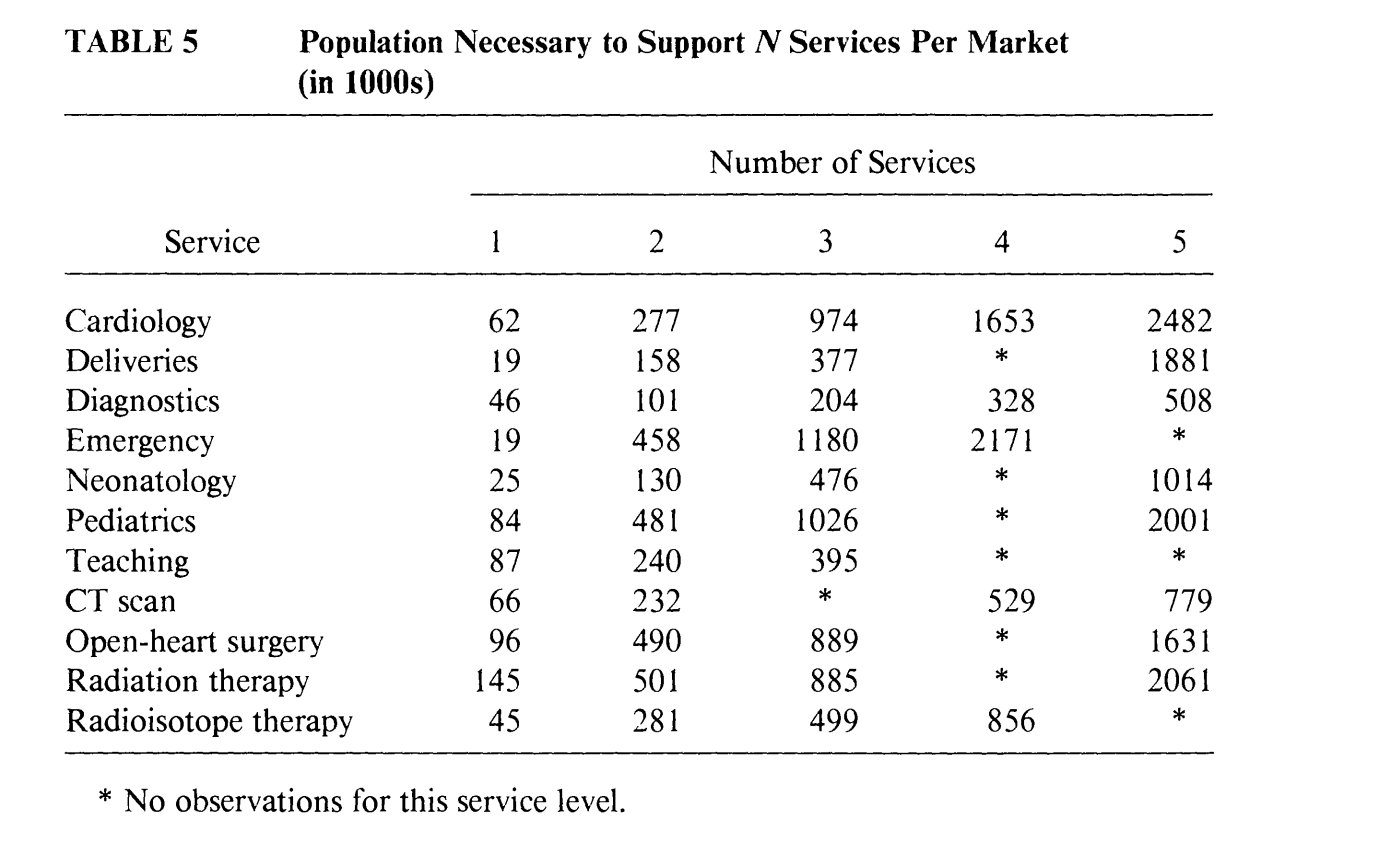 TABLE 5 Population Necessary to Support N Services Per Market
(in 1000s)
Number of Services
Service 1 2 3 4 5
Cardiology 62 277 974 1653 2482
Deliveries 19 158 377 * 1881
Diagnostics 46 101 204 328 508
Emergency 19 458 1180 2171 *
Neonatology 25 130 476 * 1014
Pediatrics 84 481 1026 * 2001
Teaching 87 240 395 * *
CT scan 66 232 * 529 779
Open-heart surgery 96 490 889 * 1631
Radiation therapy 145 501 885 * 2061
Radioisotope therapy 45 281 499 856 *
* No observations for this service level.